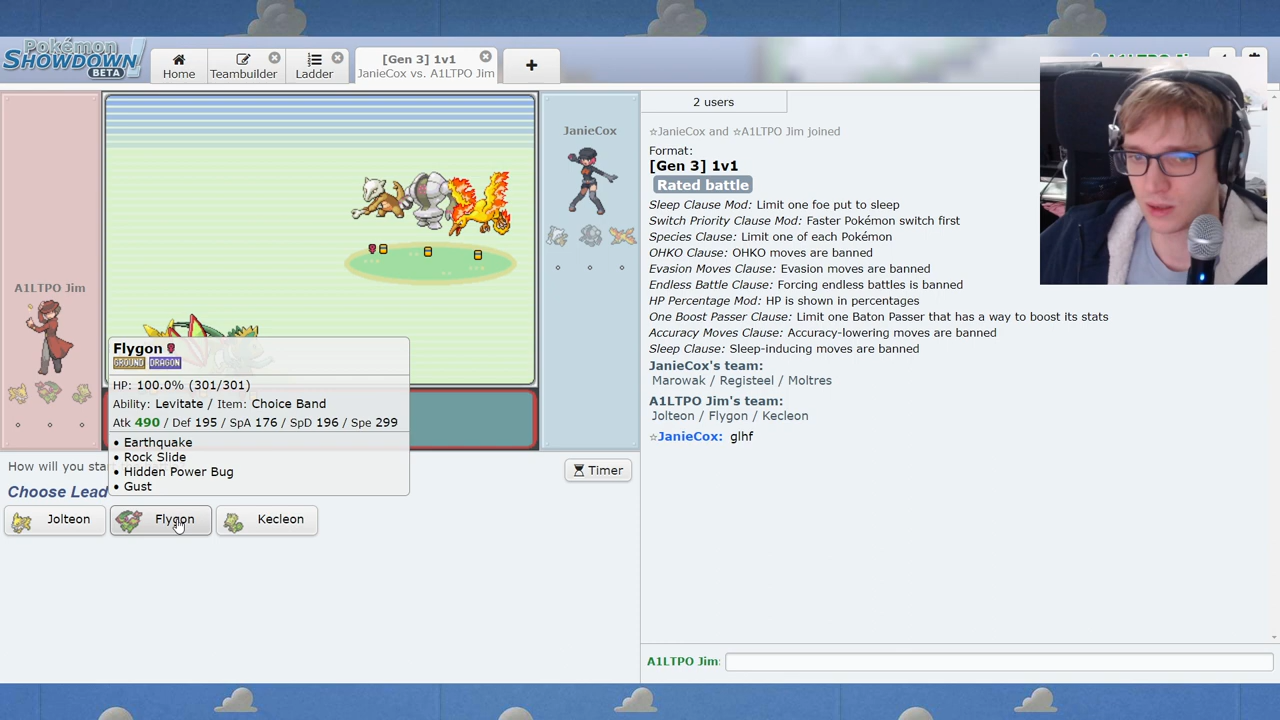 Pokémon
SHOWDOWN!
BETA
Home
Teambuilder
Ladder
[Gen 3] 1v1
JanieCox vs. A1LTPO Jim
+
JanieCox
A1LTPO Jim
Flygon
GROUND DRAGON
HP: 100.0% (301/301)
Ability: Levitate / Item: Choice Band
Atk 490 / Def 195 / SpA 176 / SpD 196 / Spe 299
• Earthquake
• Rock Slide
• Hidden Power Bug
• Gust
How will you sta
Choose Lead
Timer
Jolteon
Flygon
Kecleon
2 users
☆JanieCox and ☆A1LTPO Jim joined
Format:
[Gen 3] 1v1
Rated battle
Sleep Clause Mod: Limit one foe put to sleep
Switch Priority Clause Mod: Faster Pokémon switch first
Species Clause: Limit one of each Pokémon
OHKO Clause: OHKO moves are banned
Evasion Moves Clause: Evasion moves are banned
Endless Battle Clause: Forcing endless battles is banned
HP Percentage Mod: HP is shown in percentages
One Boost Passer Clause: Limit one Baton Passer that has a way to boost its stats
Accuracy Moves Clause: Accuracy-lowering moves are banned
Sleep Clause: Sleep-inducing moves are banned
JanieCox's team:
Marowak / Registeel / Moltres
A1LTPO Jim's team:
Jolteon / Flygon / Kecleon
☆JanieCox: glhf
A1LTPO Jim: